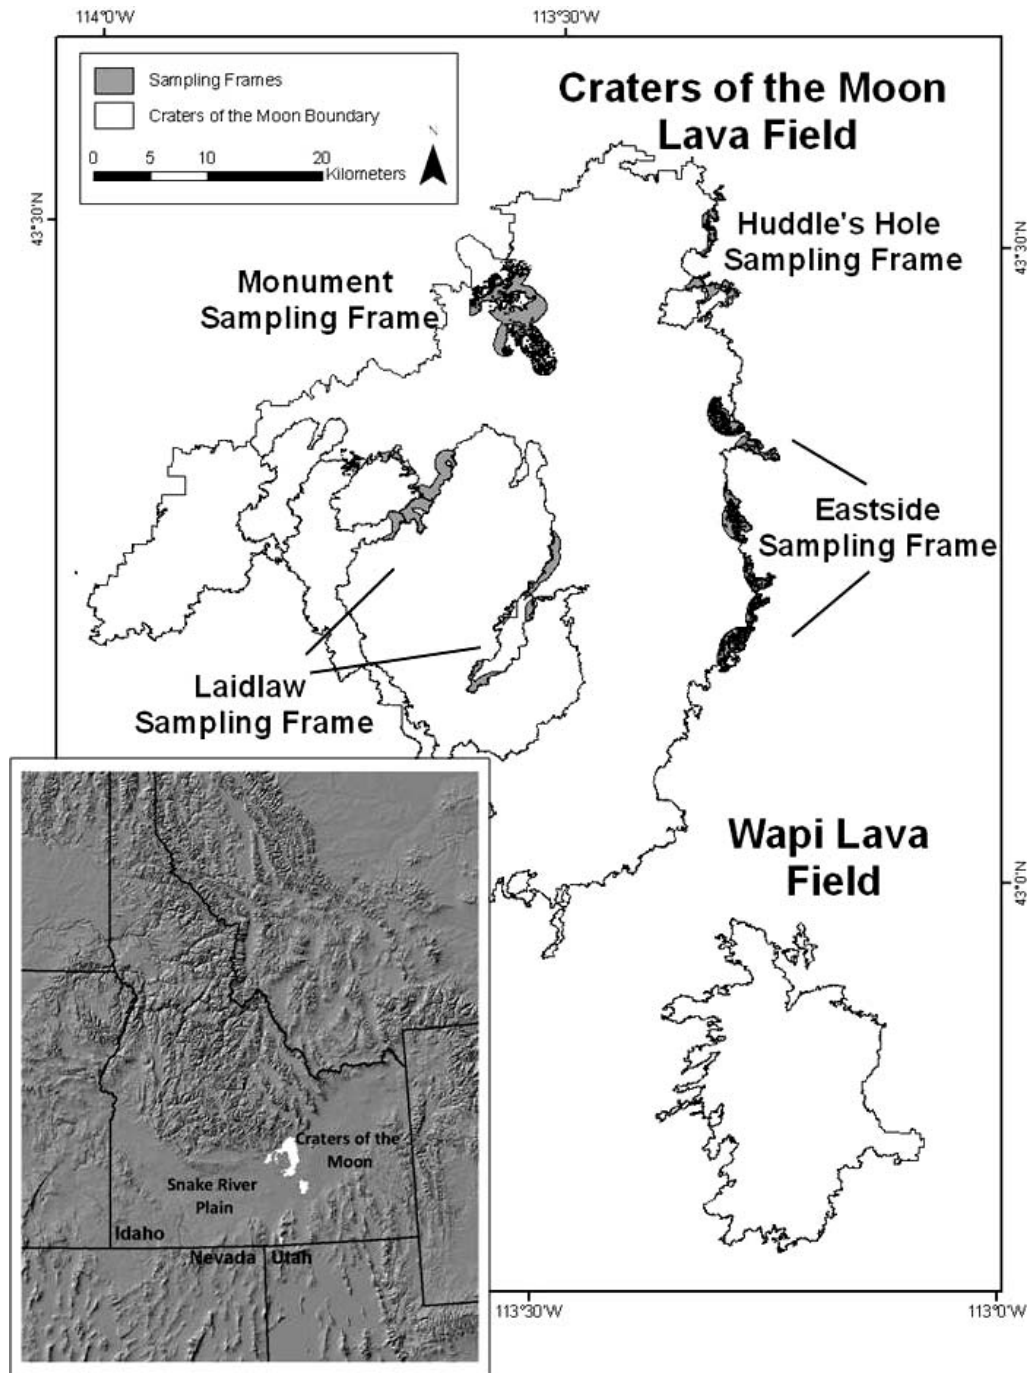 114°0'W
113°30'W
Sampling Frames
Craters of the Moon Boundary
N
0 5 10 20
Kilometers
Craters of the Moon
Lava Field
43°30'N
43°30'N
Huddle's Hole
Sampling Frame
Monument
Sampling Frame
Eastside
Sampling Frame
Laidlaw
Sampling Frame
Wapi Lava
Field
43°0'N
Craters of the
Moon
Snake River
Plain
Idaho
Nevada
Utah
113°30'W
113°0'W